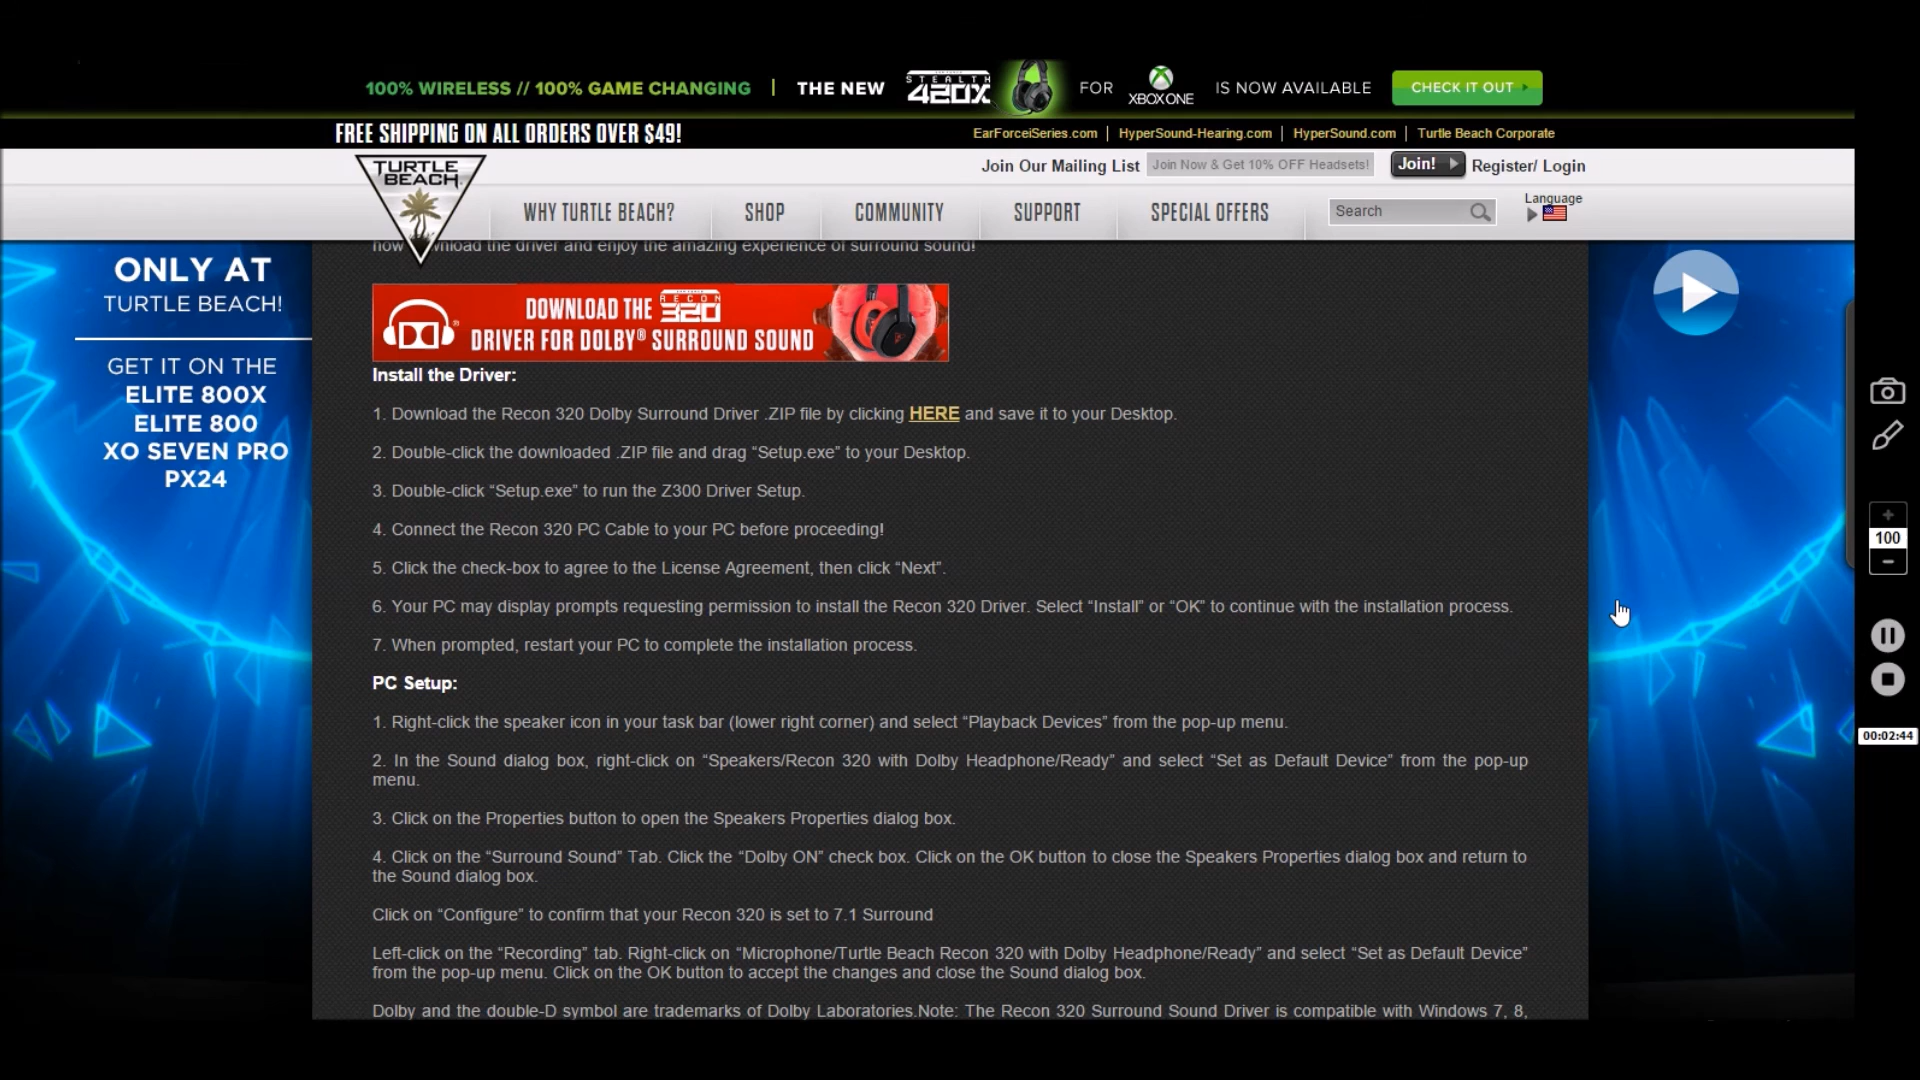 100% WIRELESS // 100% GAME CHANGING | THE NEW STEALTH 420X FOR XBOX ONE IS NOW AVAILABLE CHECK IT OUT
FREE SHIPPING ON ALL ORDERS OVER $49!
EarForceiSeries.com | HyperSound-Hearing.com | HyperSound.com | Turtle Beach Corporate
TURTLE BEACH
Join Our Mailing List Join Now & Get 10% OFF Headsets! Join! Register/ Login
WHY TURTLE BEACH? SHOP COMMUNITY SUPPORT SPECIAL OFFERS Search Language
the driver and enjoy the amazing experience of surround sound!
ONLY AT
TURTLE BEACH!
GET IT ON THE
ELITE 800X
ELITE 800
XO SEVEN PRO
PX24
DOWNLOAD THE RECON 320
DRIVER FOR DOLBY® SURROUND SOUND
Install the Driver:
1. Download the Recon 320 Dolby Surround Driver .ZIP file by clicking HERE and save it to your Desktop.
2. Double-click the downloaded .ZIP file and drag “Setup.exe” to your Desktop.
3. Double-click “Setup.exe” to run the Z300 Driver Setup.
4. Connect the Recon 320 PC Cable to your PC before proceeding!
5. Click the check-box to agree to the License Agreement, then click “Next”.
6. Your PC may display prompts requesting permission to install the Recon 320 Driver. Select “Install” or “OK” to continue with the installation process.
7. When prompted, restart your PC to complete the installation process.
PC Setup:
1. Right-click the speaker icon in your task bar (lower right corner) and select “Playback Devices” from the pop-up menu.
2. In the Sound dialog box, right-click on “Speakers/Recon 320 with Dolby Headphone/Ready” and select “Set as Default Device” from the pop-up
menu.
3. Click on the Properties button to open the Speakers Properties dialog box.
4. Click on the “Surround Sound” Tab. Click the “Dolby ON” check box. Click on the OK button to close the Speakers Properties dialog box and return to
the Sound dialog box.
Click on “Configure” to confirm that your Recon 320 is set to 7.1 Surround
Left-click on the “Recording” tab. Right-click on “Microphone/Turtle Beach Recon 320 with Dolby Headphone/Ready” and select “Set as Default Device”
from the pop-up menu. Click on the OK button to accept the changes and close the Sound dialog box.
Dolby and the double-D symbol are trademarks of Dolby Laboratories.Note: The Recon 320 Surround Sound Driver is compatible with Windows 7, 8,
100
00:02:44